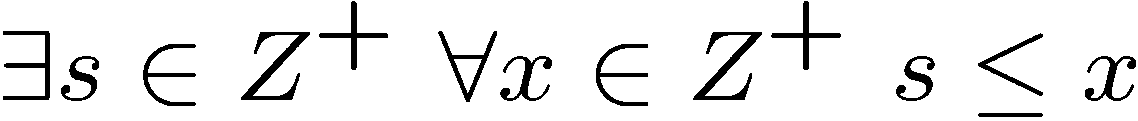 ∃s ∈ Z⁺ ∀x ∈ Z⁺ s ≤ x